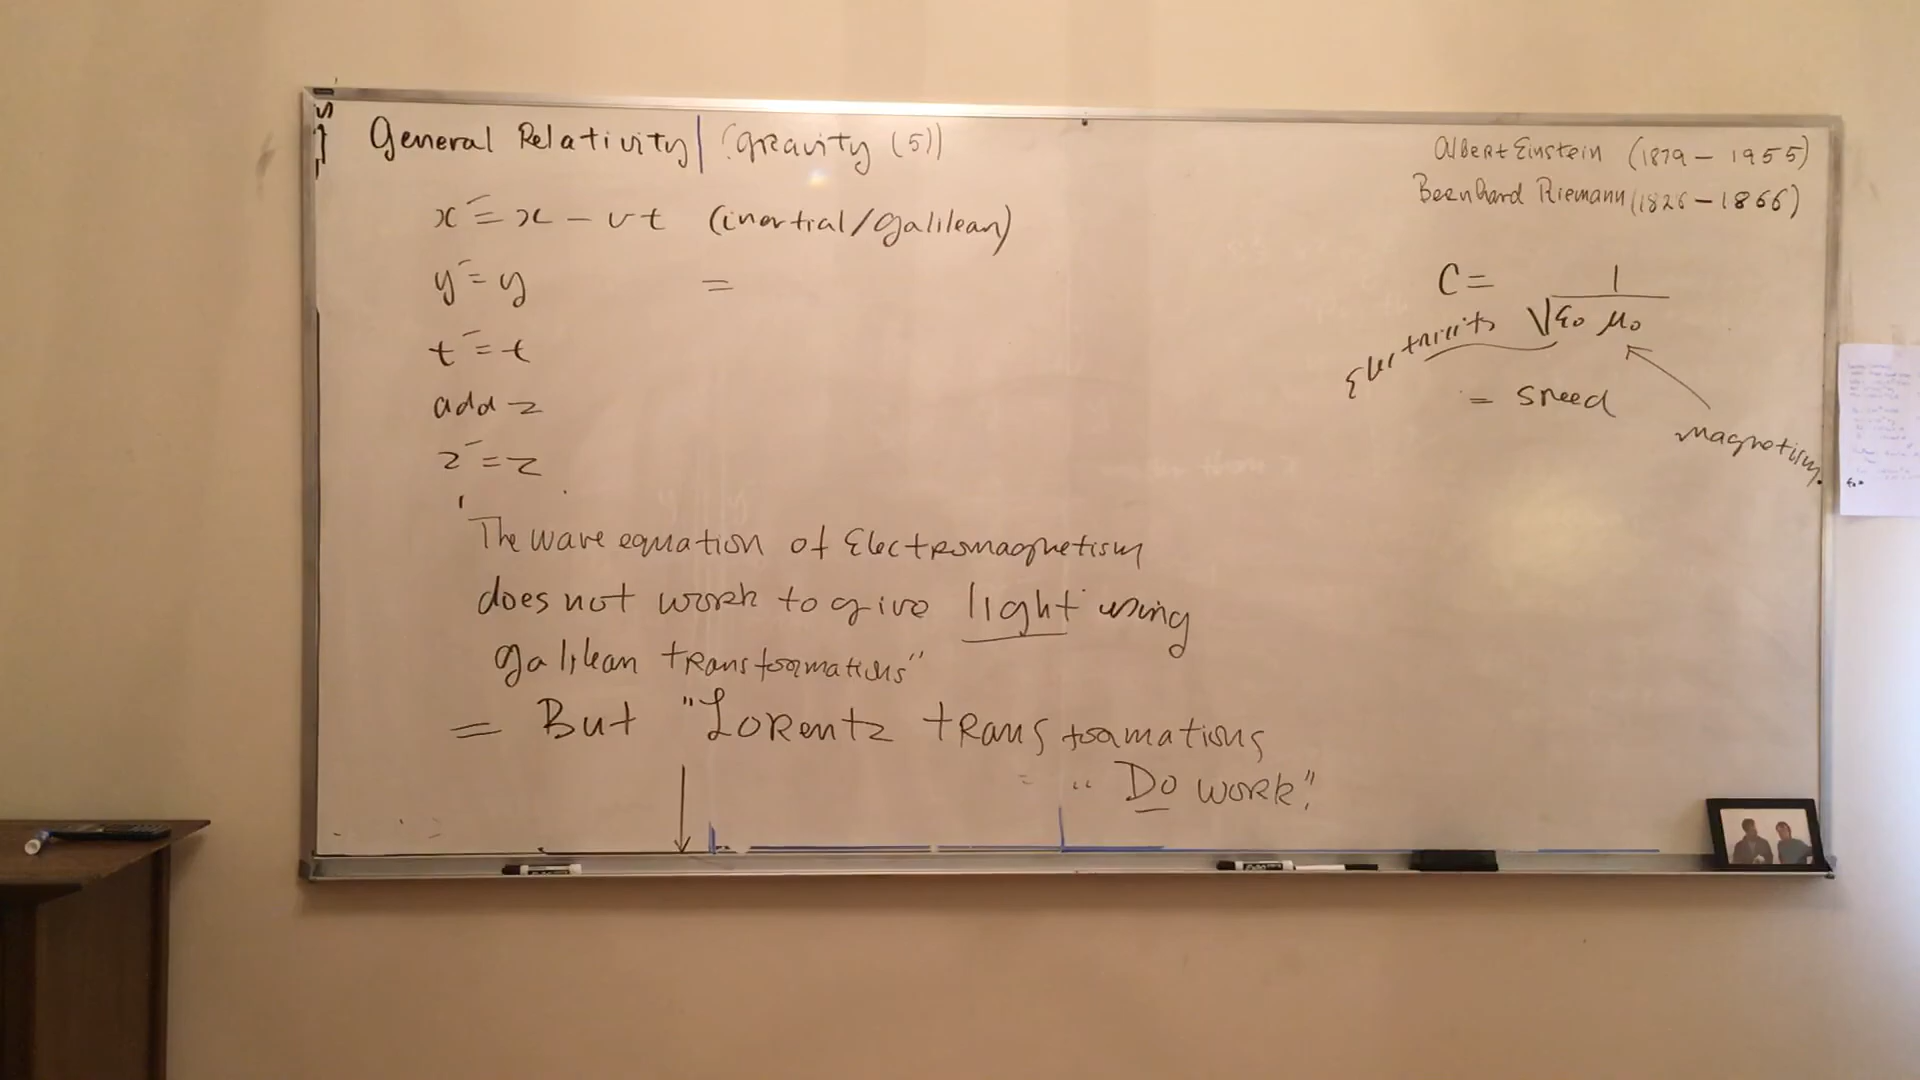 General Relativity | (gravity (5))
Albert Einstein (1879 – 1955)
Bernhard Riemann (1826 – 1866)
x̄ = x – vt (inertial/galilean)
ȳ = y =
t̄ = t
add z
z̄ = z
C = 1/√ε₀ μ₀
Electricity
= speed
magnetism
"The wave equation of Electromagnetism
does not work to give light using
galilean transformations"
= But "Lorentz transformations
= " Do work".